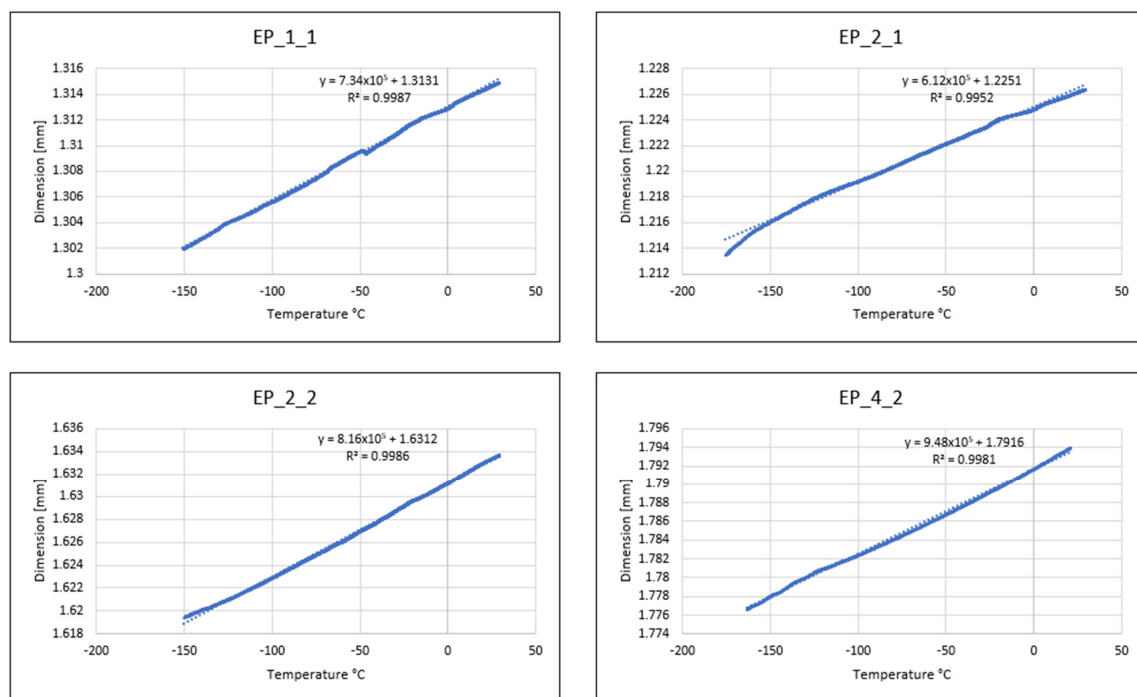 EP_1_1
y = 7.34x10⁵ + 1.3131
R² = 0.9987
Dimension [mm]
1.316
1.314
1.312
1.31
1.308
1.306
1.304
1.302
1.3
-200 -150 -100 -50 0 50
Temperature °C
EP_2_1
y = 6.12x10⁵ + 1.2251
R² = 0.9952
Dimension [mm]
1.228
1.226
1.224
1.22
1.22
1.218
1.216
1.214
1.212
-200 -150 -100 -50 0 50
Temperature °C
EP_2_2
y = 8.16x10⁵ + 1.6312
R² = 0.9986
Dimension [mm]
1.636
1.634
1.632
1.63
1.628
1.626
1.624
1.622
1.62
1.618
-200 -150 -100 -50 0 50
Temperature °C
EP_4_2
y = 9.48x10⁵ + 1.7916
R² = 0.9981
Dimension [mm]
1.796
1.794
1.792
1.79
1.788
1.786
1.784
1.782
1.78
1.778
1.776
1.774
-200 -150 -100 -50 0 50
Temperature °C